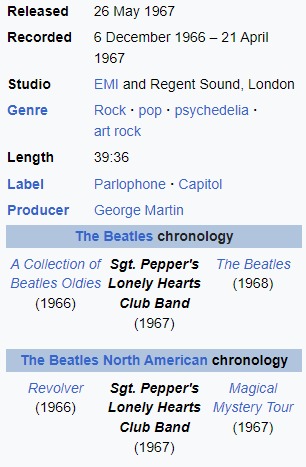 Released 26 May 1967
Recorded 6 December 1966 – 21 April
1967
Studio EMI and Regent Sound, London
Genre Rock · pop · psychedelia ·
art rock
Length 39:36
Label Parlophone · Capitol
Producer George Martin
The Beatles chronology
A Collection of Sgt. Pepper's The Beatles
Beatles Oldies Lonely Hearts (1968)
(1966) Club Band
(1967)
The Beatles North American chronology
Revolver Sgt. Pepper's Magical
(1966) Lonely Hearts Mystery Tour
Club Band (1967)
(1967)